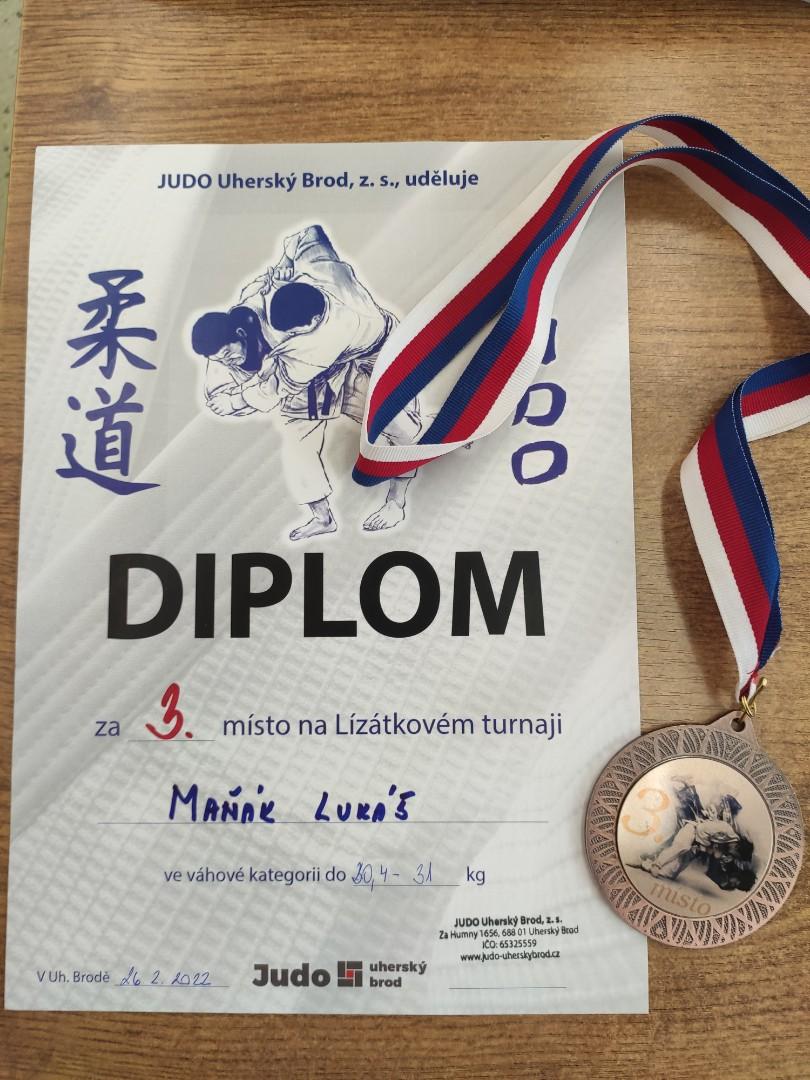 JUDO Uherský Brod, z. s., uděluje
柔道
DIPLOM
za 3. místo na Lízátkovém turnaji
MAŇÁK LUKÁŠ
ve váhové kategorii do 30,4 - 31 kg
JUDO Uherský Brod, z. s.
Za Humny 1656, 688 01 Uherský Brod
IČO: 65325559
www.judo-uherskybrod.cz
V Uh. Brodě 26 2. 2022
Judo uherský
brod
3.
místo